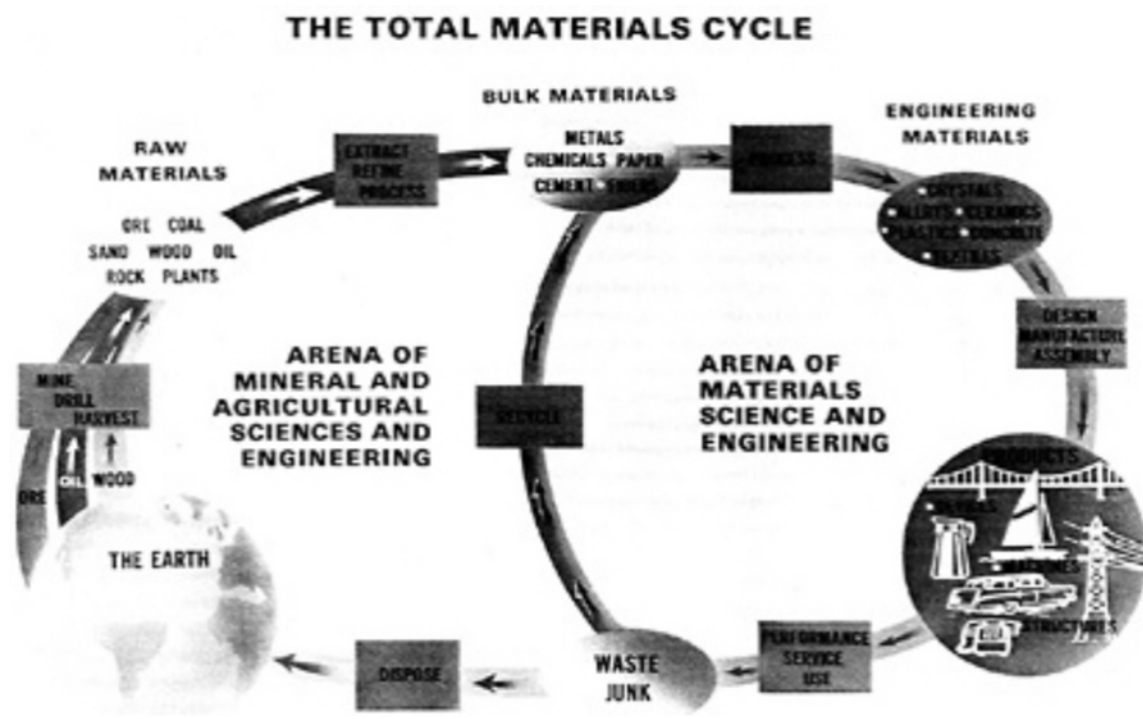 THE TOTAL MATERIALS CYCLE
BULK MATERIALS
ENGINEERING
MATERIALS
RAW
MATERIALS
EXTRACT
REFINE
PROCESS
METALS
CHEMICALS PAPER
CEMENT FIBERS
PROCESS
CRYSTALS
ALLOYS CERAMICS
PLASTICS CONCRETE
TEXTILES
ORE COAL
SAND WOOD OIL
ROCK PLANTS
DESIGN
MANUFACTURE
ASSEMBLY
MINE
DRILL
HARVEST
ARENA OF
MINERAL AND
AGRICULTURAL
SCIENCES AND
ENGINEERING
RECYCLE
ARENA OF
MATERIALS
SCIENCE AND
ENGINEERING
ORE
OIL
WOOD
THE EARTH
PRODUCTS
DEVICES
MACHINES
STRUCTURES
PERFORMANCE
SERVICE
USE
WASTE
JUNK
DISPOSE